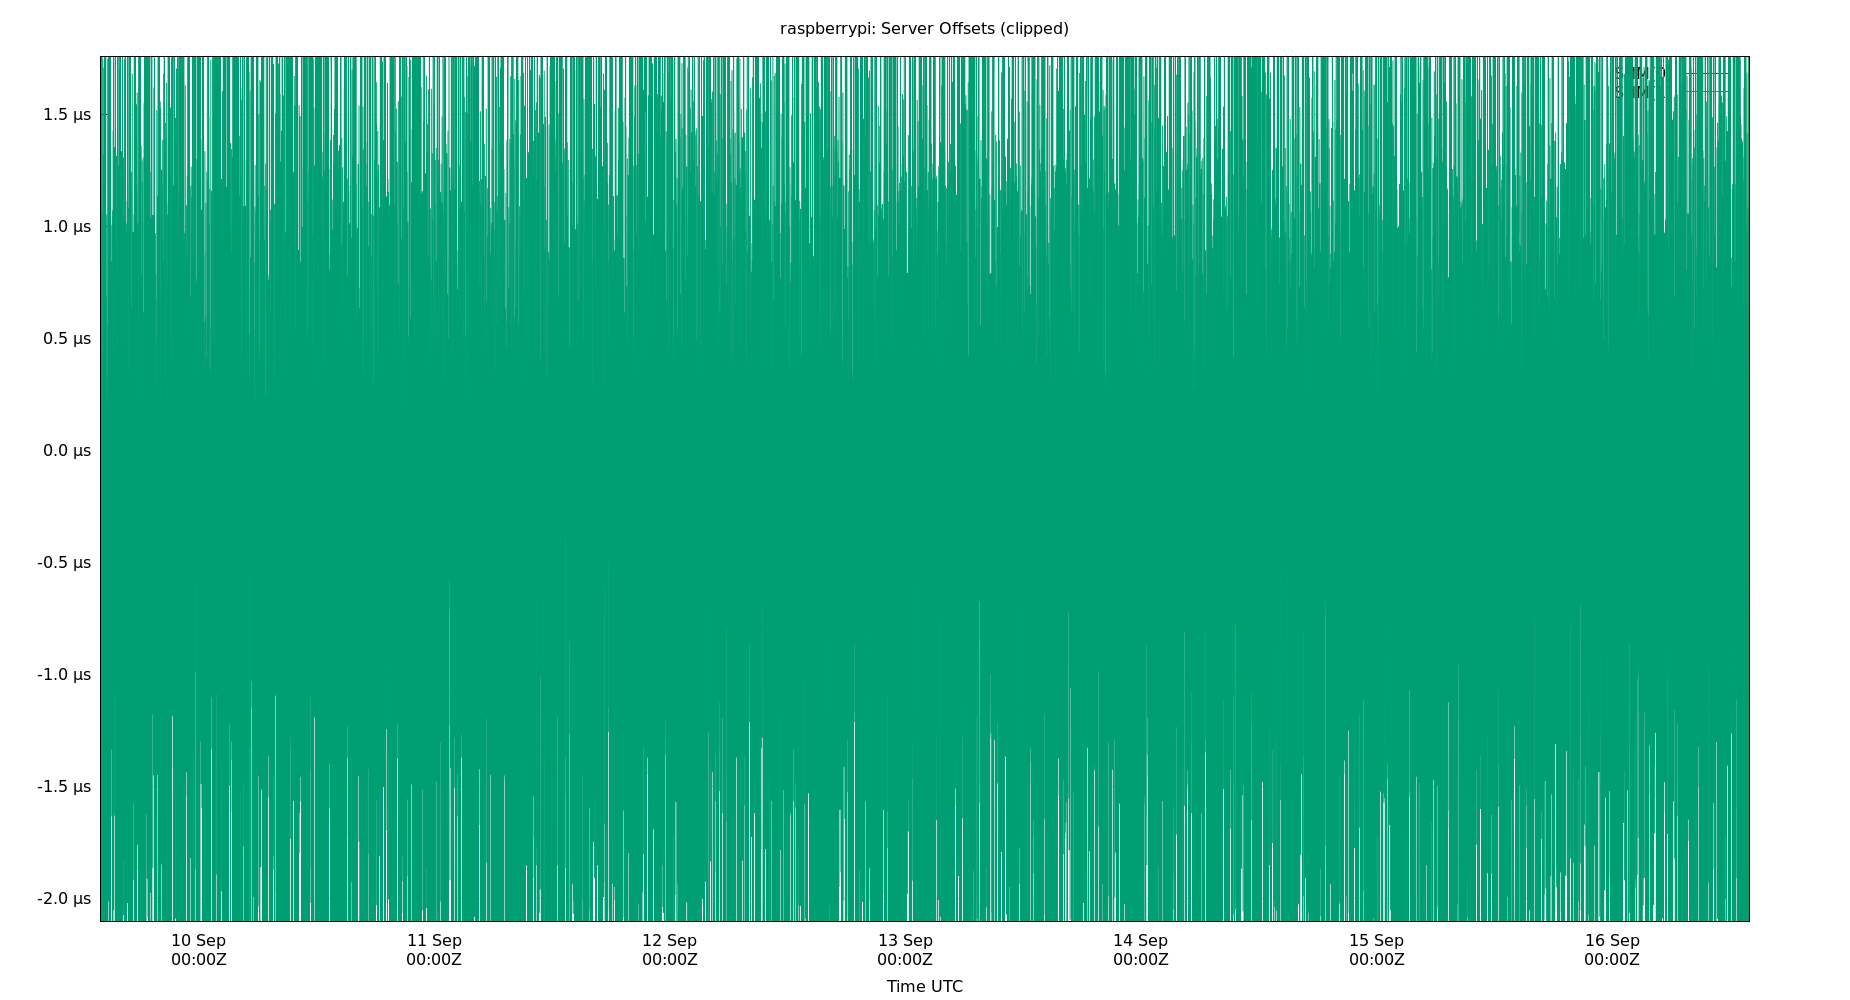 raspberrypi: Server Offsets (clipped)
1.5 µs
1.0 µs
0.5 µs
0.0 µs
-0.5 µs
-1.0 µs
-1.5 µs
-2.0 µs
10 Sep 11 Sep 12 Sep 13 Sep 14 Sep 15 Sep 16 Sep
00:00Z 00:00Z 00:00Z 00:00Z 00:00Z 00:00Z 00:00Z
Time UTC